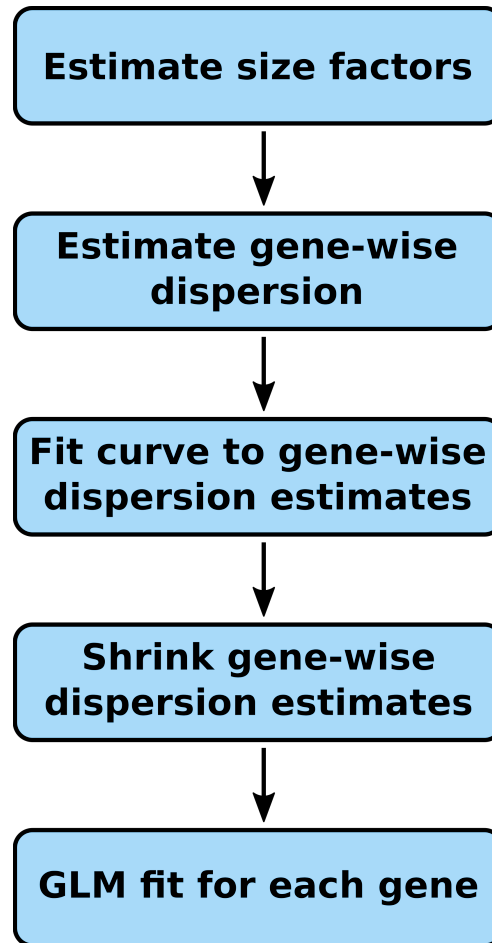 Estimate size factors
Estimate gene-wise
dispersion
Fit curve to gene-wise
dispersion estimates
Shrink gene-wise
dispersion estimates
GLM fit for each gene